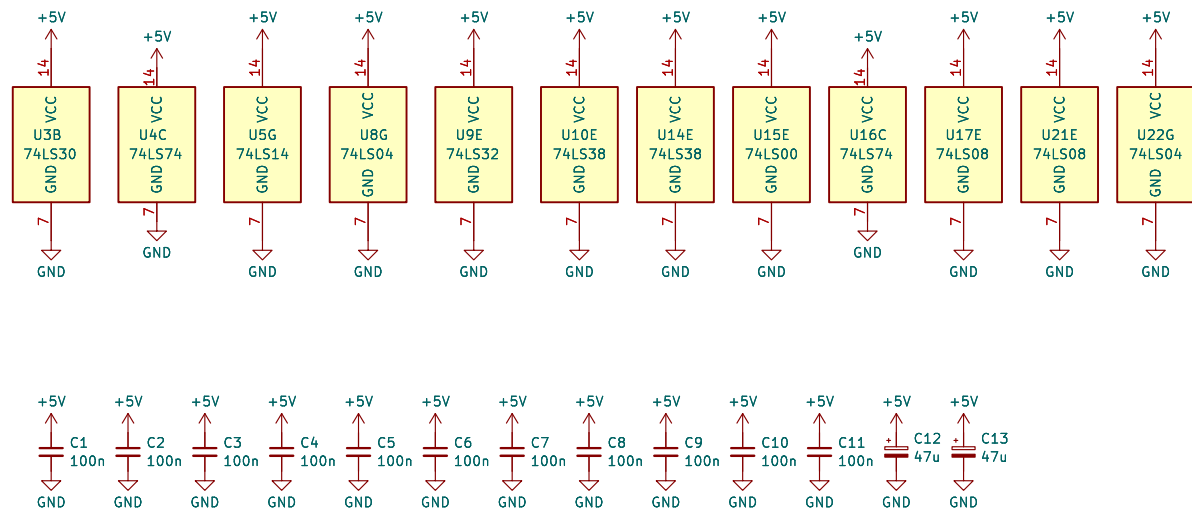 +5V +5V +5V +5V +5V +5V +5V +5V +5V +5V +5V +5V
14 14 14 14 14 14 14 14 14 14 14 14
VCC VCC VCC VCC VCC VCC VCC VCC VCC VCC VCC VCC
U3B U4C U5G U8G U9E U10E U14E U15E U16C U17E U21E U22G
74LS30 74LS74 74LS14 74LS04 74LS32 74LS38 74LS38 74LS00 74LS74 74LS08 74LS08 74LS04
GND GND GND GND GND GND GND GND GND GND GND GND
7 7 7 7 7 7 7 7 7 7 7 7
GND GND GND GND GND GND GND GND GND GND GND GND
+5V +5V +5V +5V +5V +5V +5V +5V +5V +5V +5V +5V +5V
C1 C2 C3 C4 C5 C6 C7 C8 C9 C10 C11 + C12 + C13
100n 100n 100n 100n 100n 100n 100n 100n 100n 100n 100n 47u 47u
GND GND GND GND GND GND GND GND GND GND GND GND GND